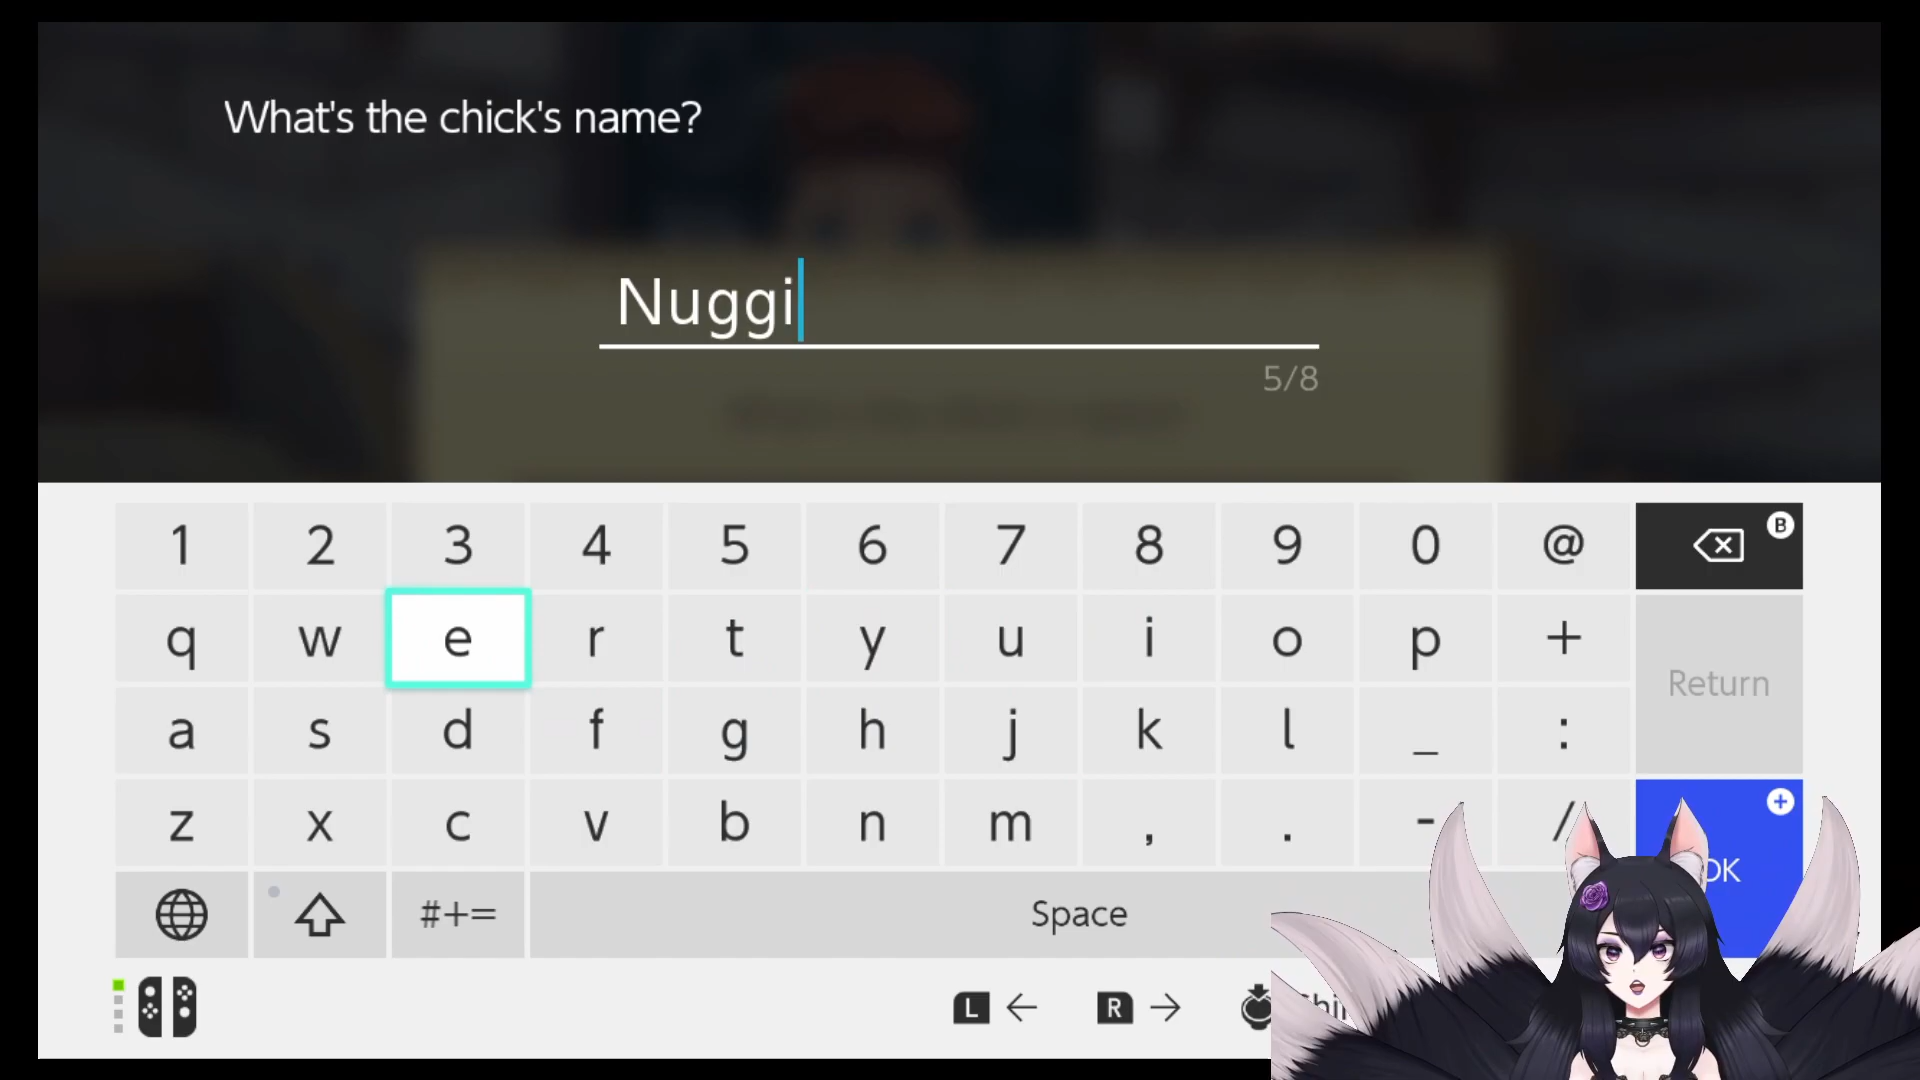 What's the chick's name?
Nuggi
5/8
1 2 3 4 5 6 7 8 9 0 @ B
q w e r t y u i o p +
Return
a s d f g h j k l _ :
z x c v b n m , . - /
OK
#+= Space
L ← R →